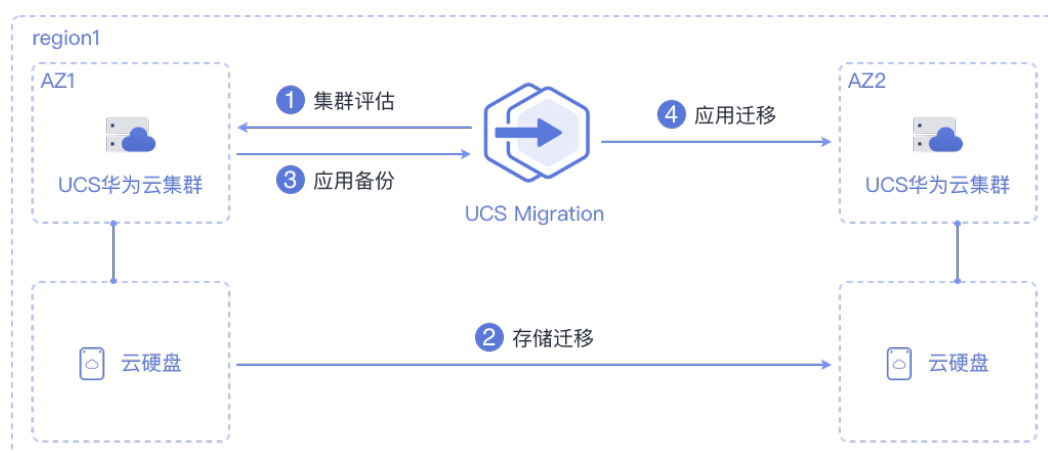 region1
AZ1
UCS华为云集群
1 集群评估
3 应用备份
UCS Migration
4 应用迁移
AZ2
UCS华为云集群
云硬盘
2 存储迁移
云硬盘